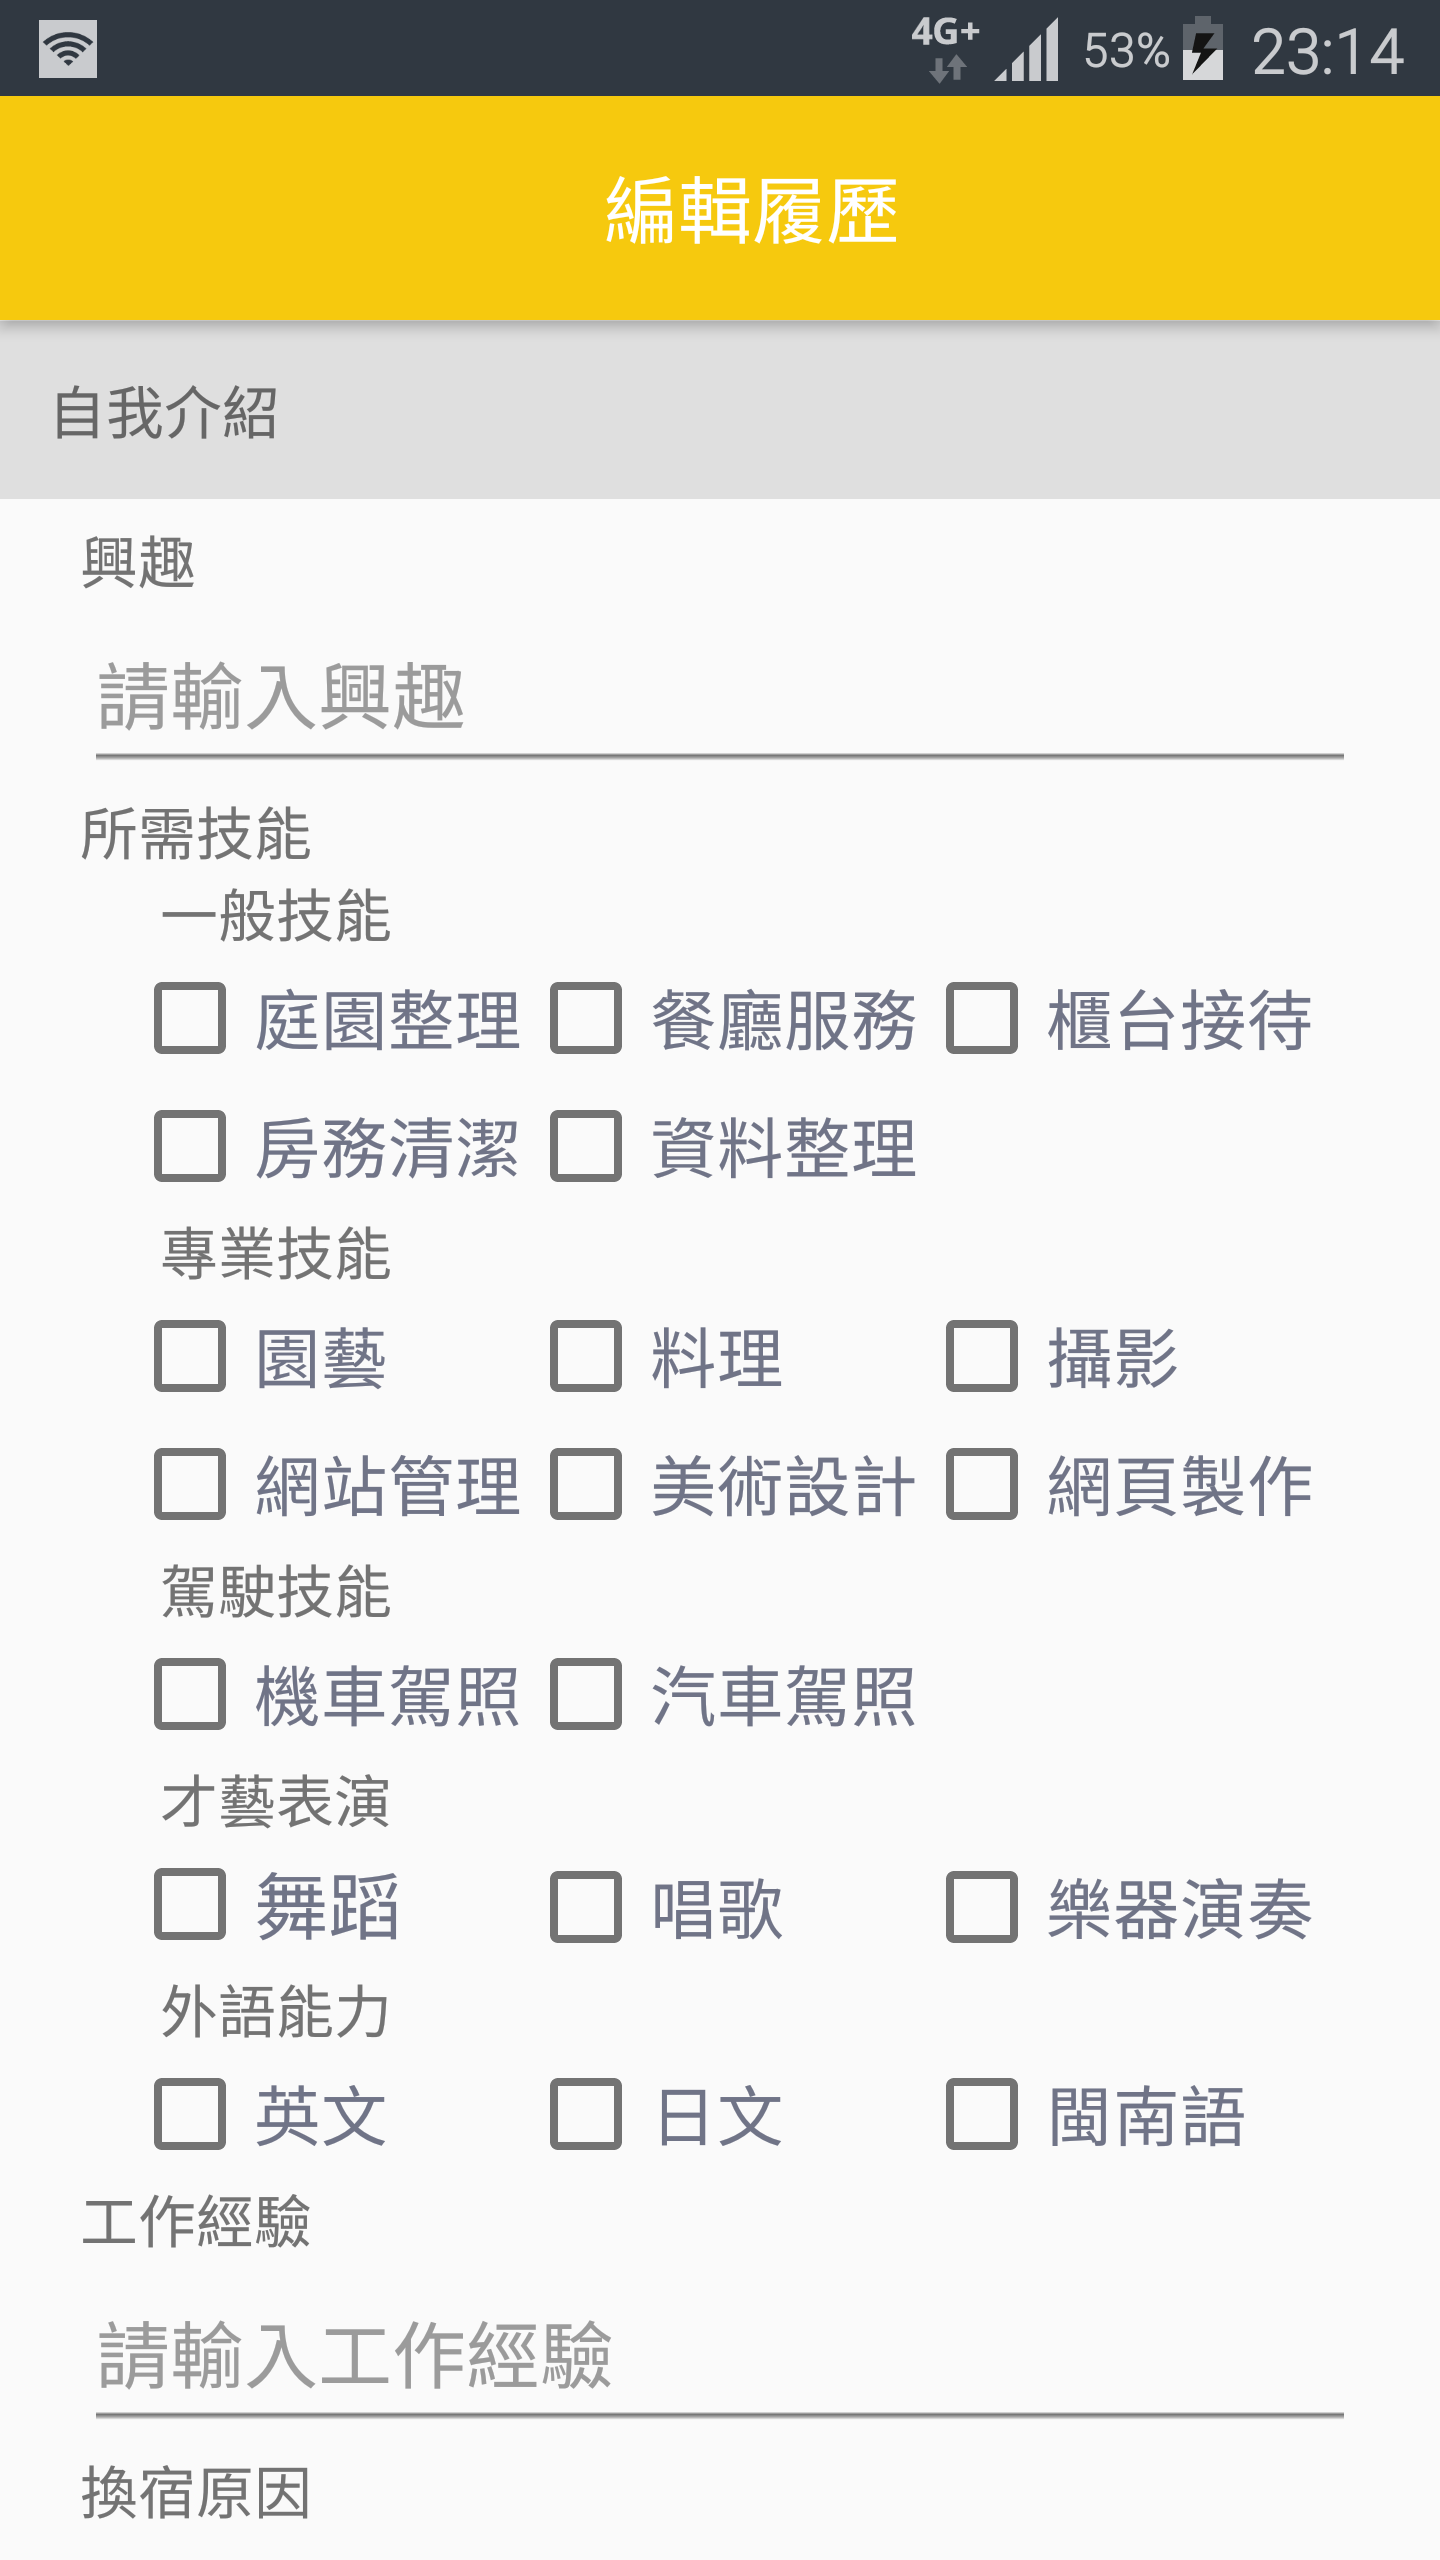 4G+ 53% 23:14
編輯履歷
自我介紹
興趣
請輸入興趣
所需技能
一般技能
庭園整理 餐廳服務 櫃台接待
房務清潔 資料整理
專業技能
園藝 料理 攝影
網站管理 美術設計 網頁製作
駕駛技能
機車駕照 汽車駕照
才藝表演
舞蹈 唱歌 樂器演奏
外語能力
英文 日文 閩南語
工作經驗
請輸入工作經驗
換宿原因